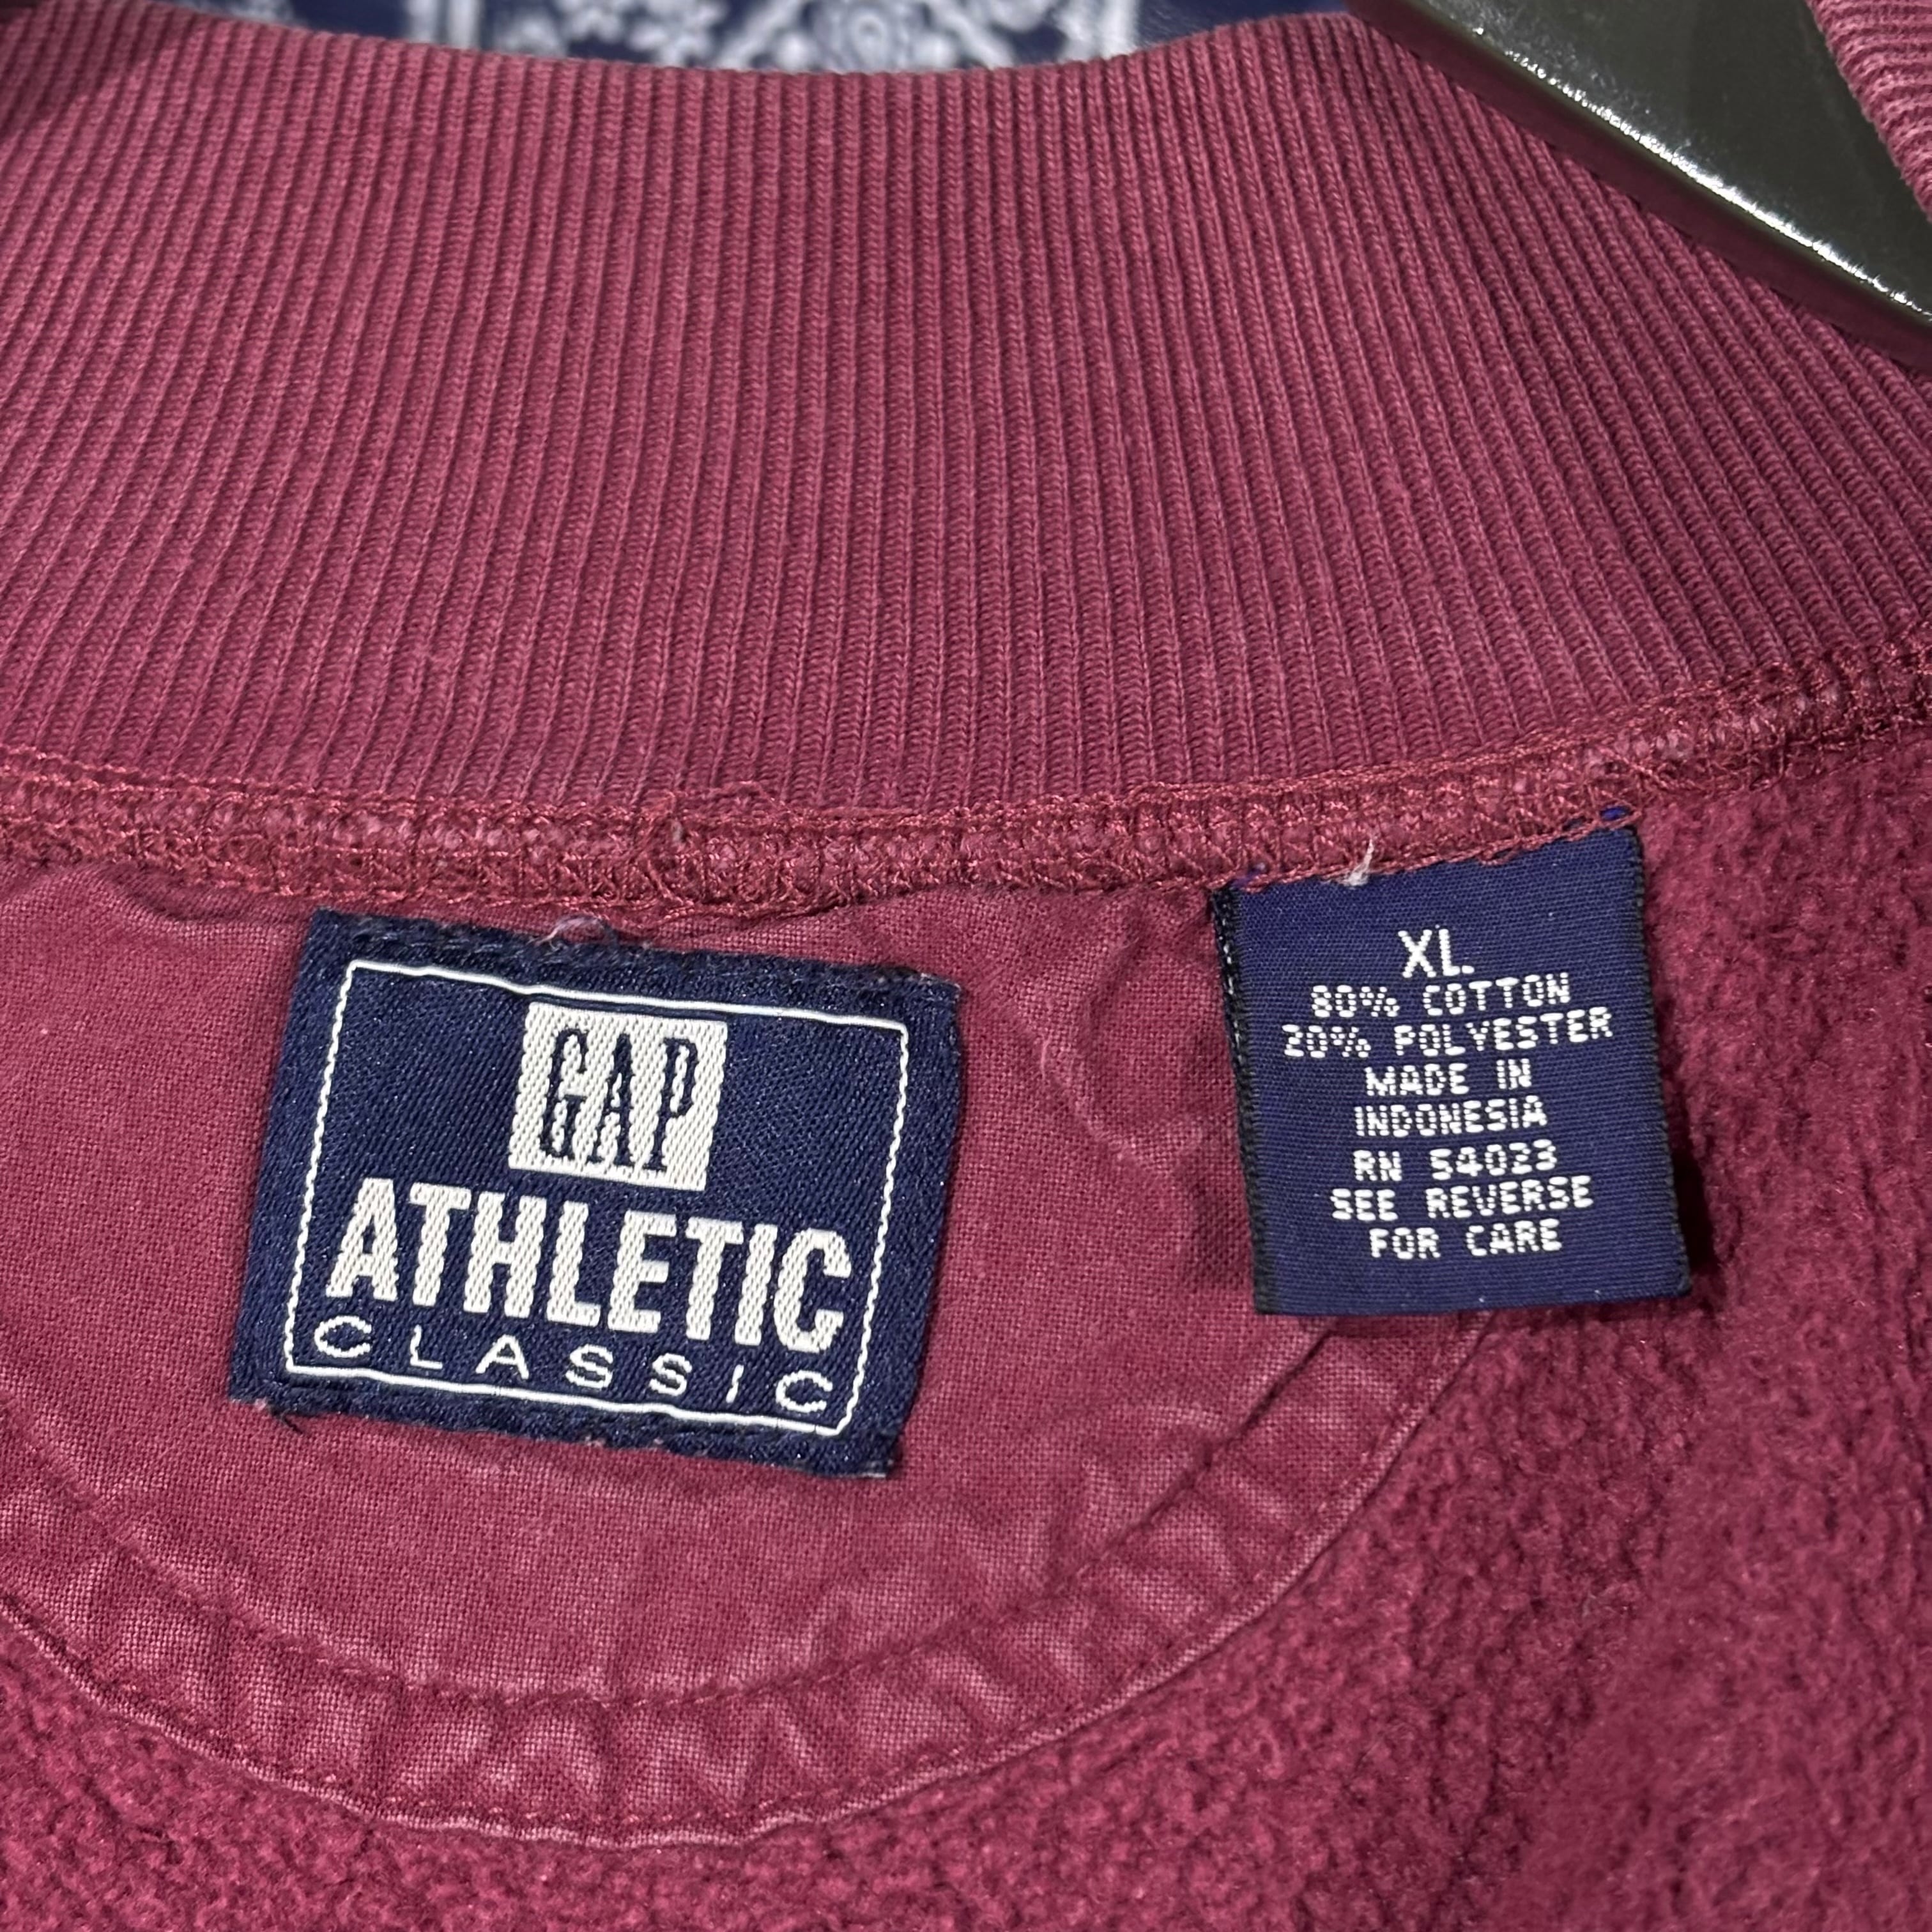 GAP
ATHLETIC
CLASSIC
XL
80% COTTON
20% POLYESTER
MADE IN
INDONESIA
RN 54023
SEE REVERSE
FOR CARE